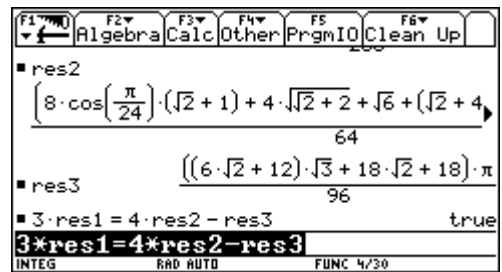 F1 F2 Algebra F3 Calc F4 Other F5 PrgmIO F6 Clean Up
▪ res2
(8·cos(π/24)·(√2 + 1) + 4·√(√2 + 2) + √6 + (√2 + 4▶
64
▪ res3 ((6·√2 + 12)·√3 + 18·√2 + 18)·π
96
▪ 3·res1 = 4·res2 − res3 true
3*res1=4*res2-res3
INTEG RAD AUTO FUNC 4/30